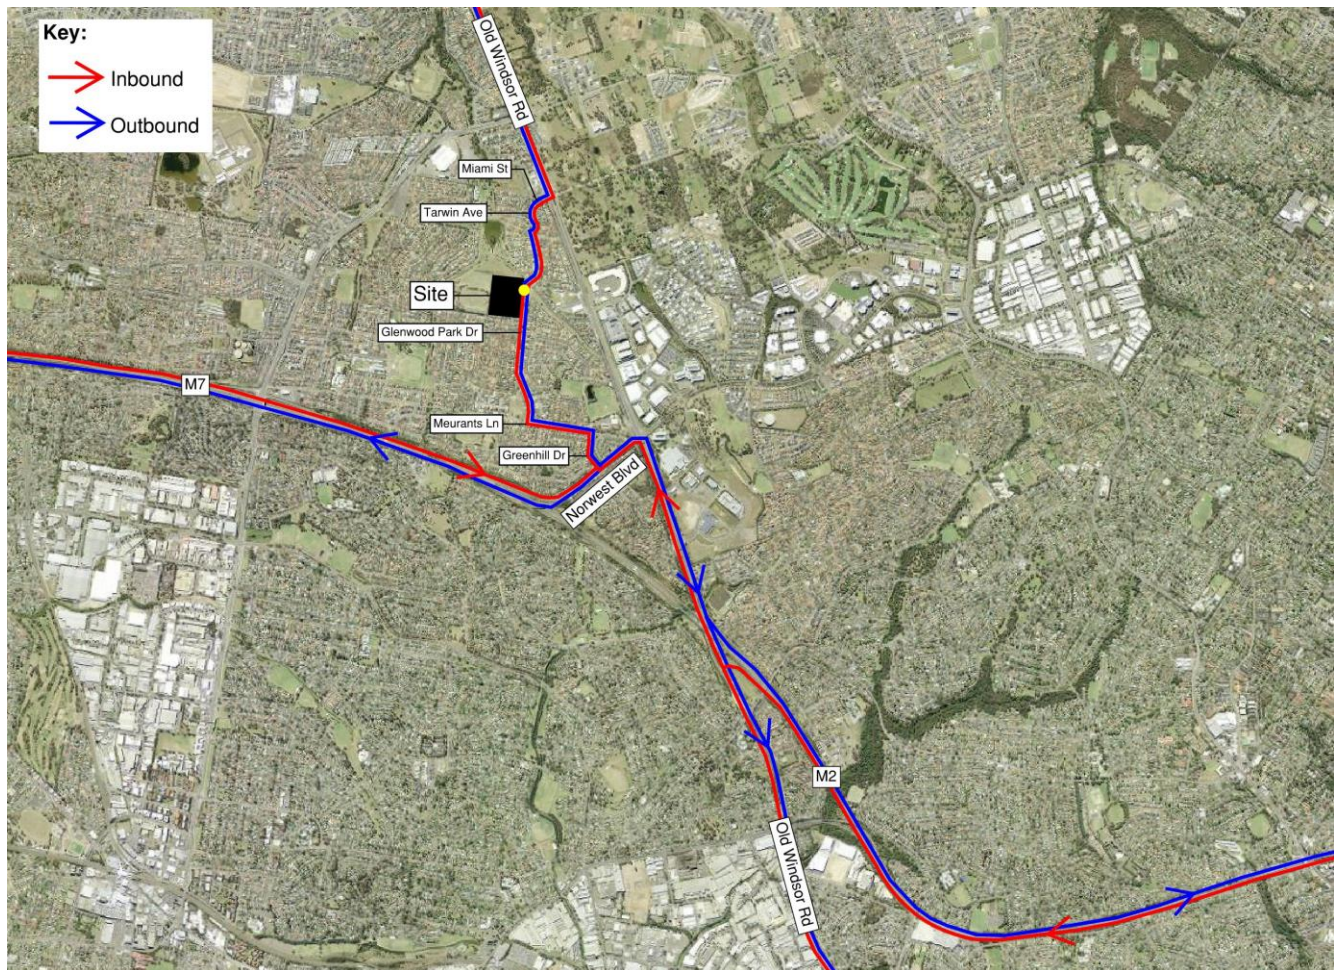 Key:
Inbound
Outbound
Old Windsor Rd
Miami St
Tarwin Ave
Site
Glenwood Park Dr
M7
Meurants Ln
Greenhill Dr
Norwest Blvd
M2
Old Windsor Rd